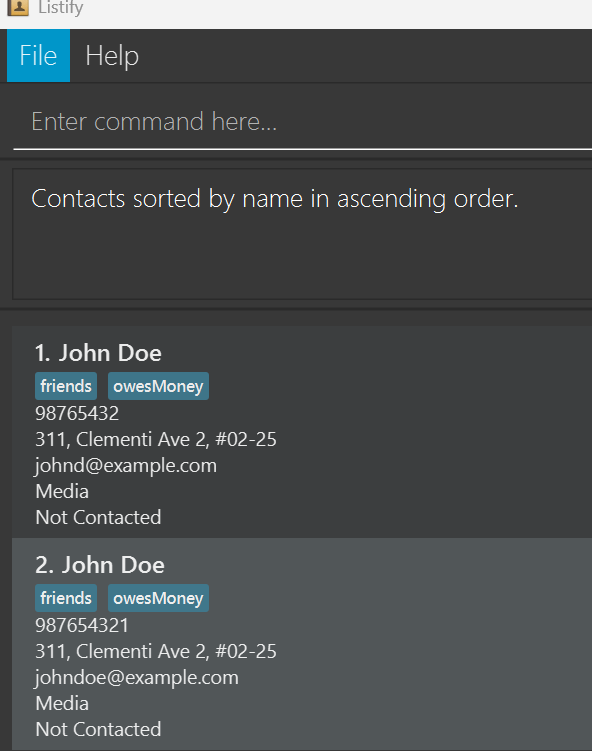 Listify
File Help
Enter command here...
Contacts sorted by name in ascending order.
1. John Doe
friends owesMoney
98765432
311, Clementi Ave 2, #02-25
johnd@example.com
Media
Not Contacted
2. John Doe
friends owesMoney
987654321
311, Clementi Ave 2, #02-25
johndoe@example.com
Media
Not Contacted